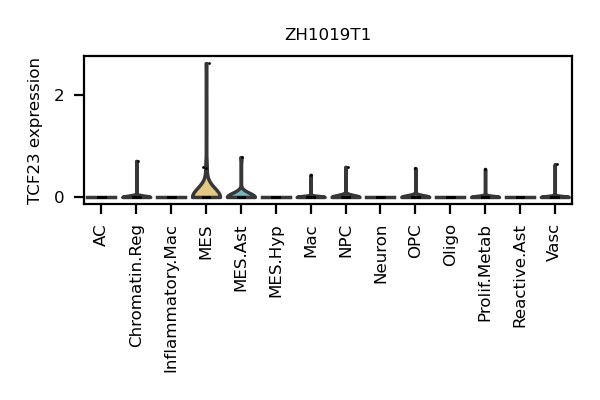 ZH1019T1
TCF23 expression
2
0
AC
Chromatin.Reg
Inflammatory.Mac
MES
MES.Ast
MES.Hyp
Mac
NPC
Neuron
OPC
Oligo
Prolif.Metab
Reactive.Ast
Vasc